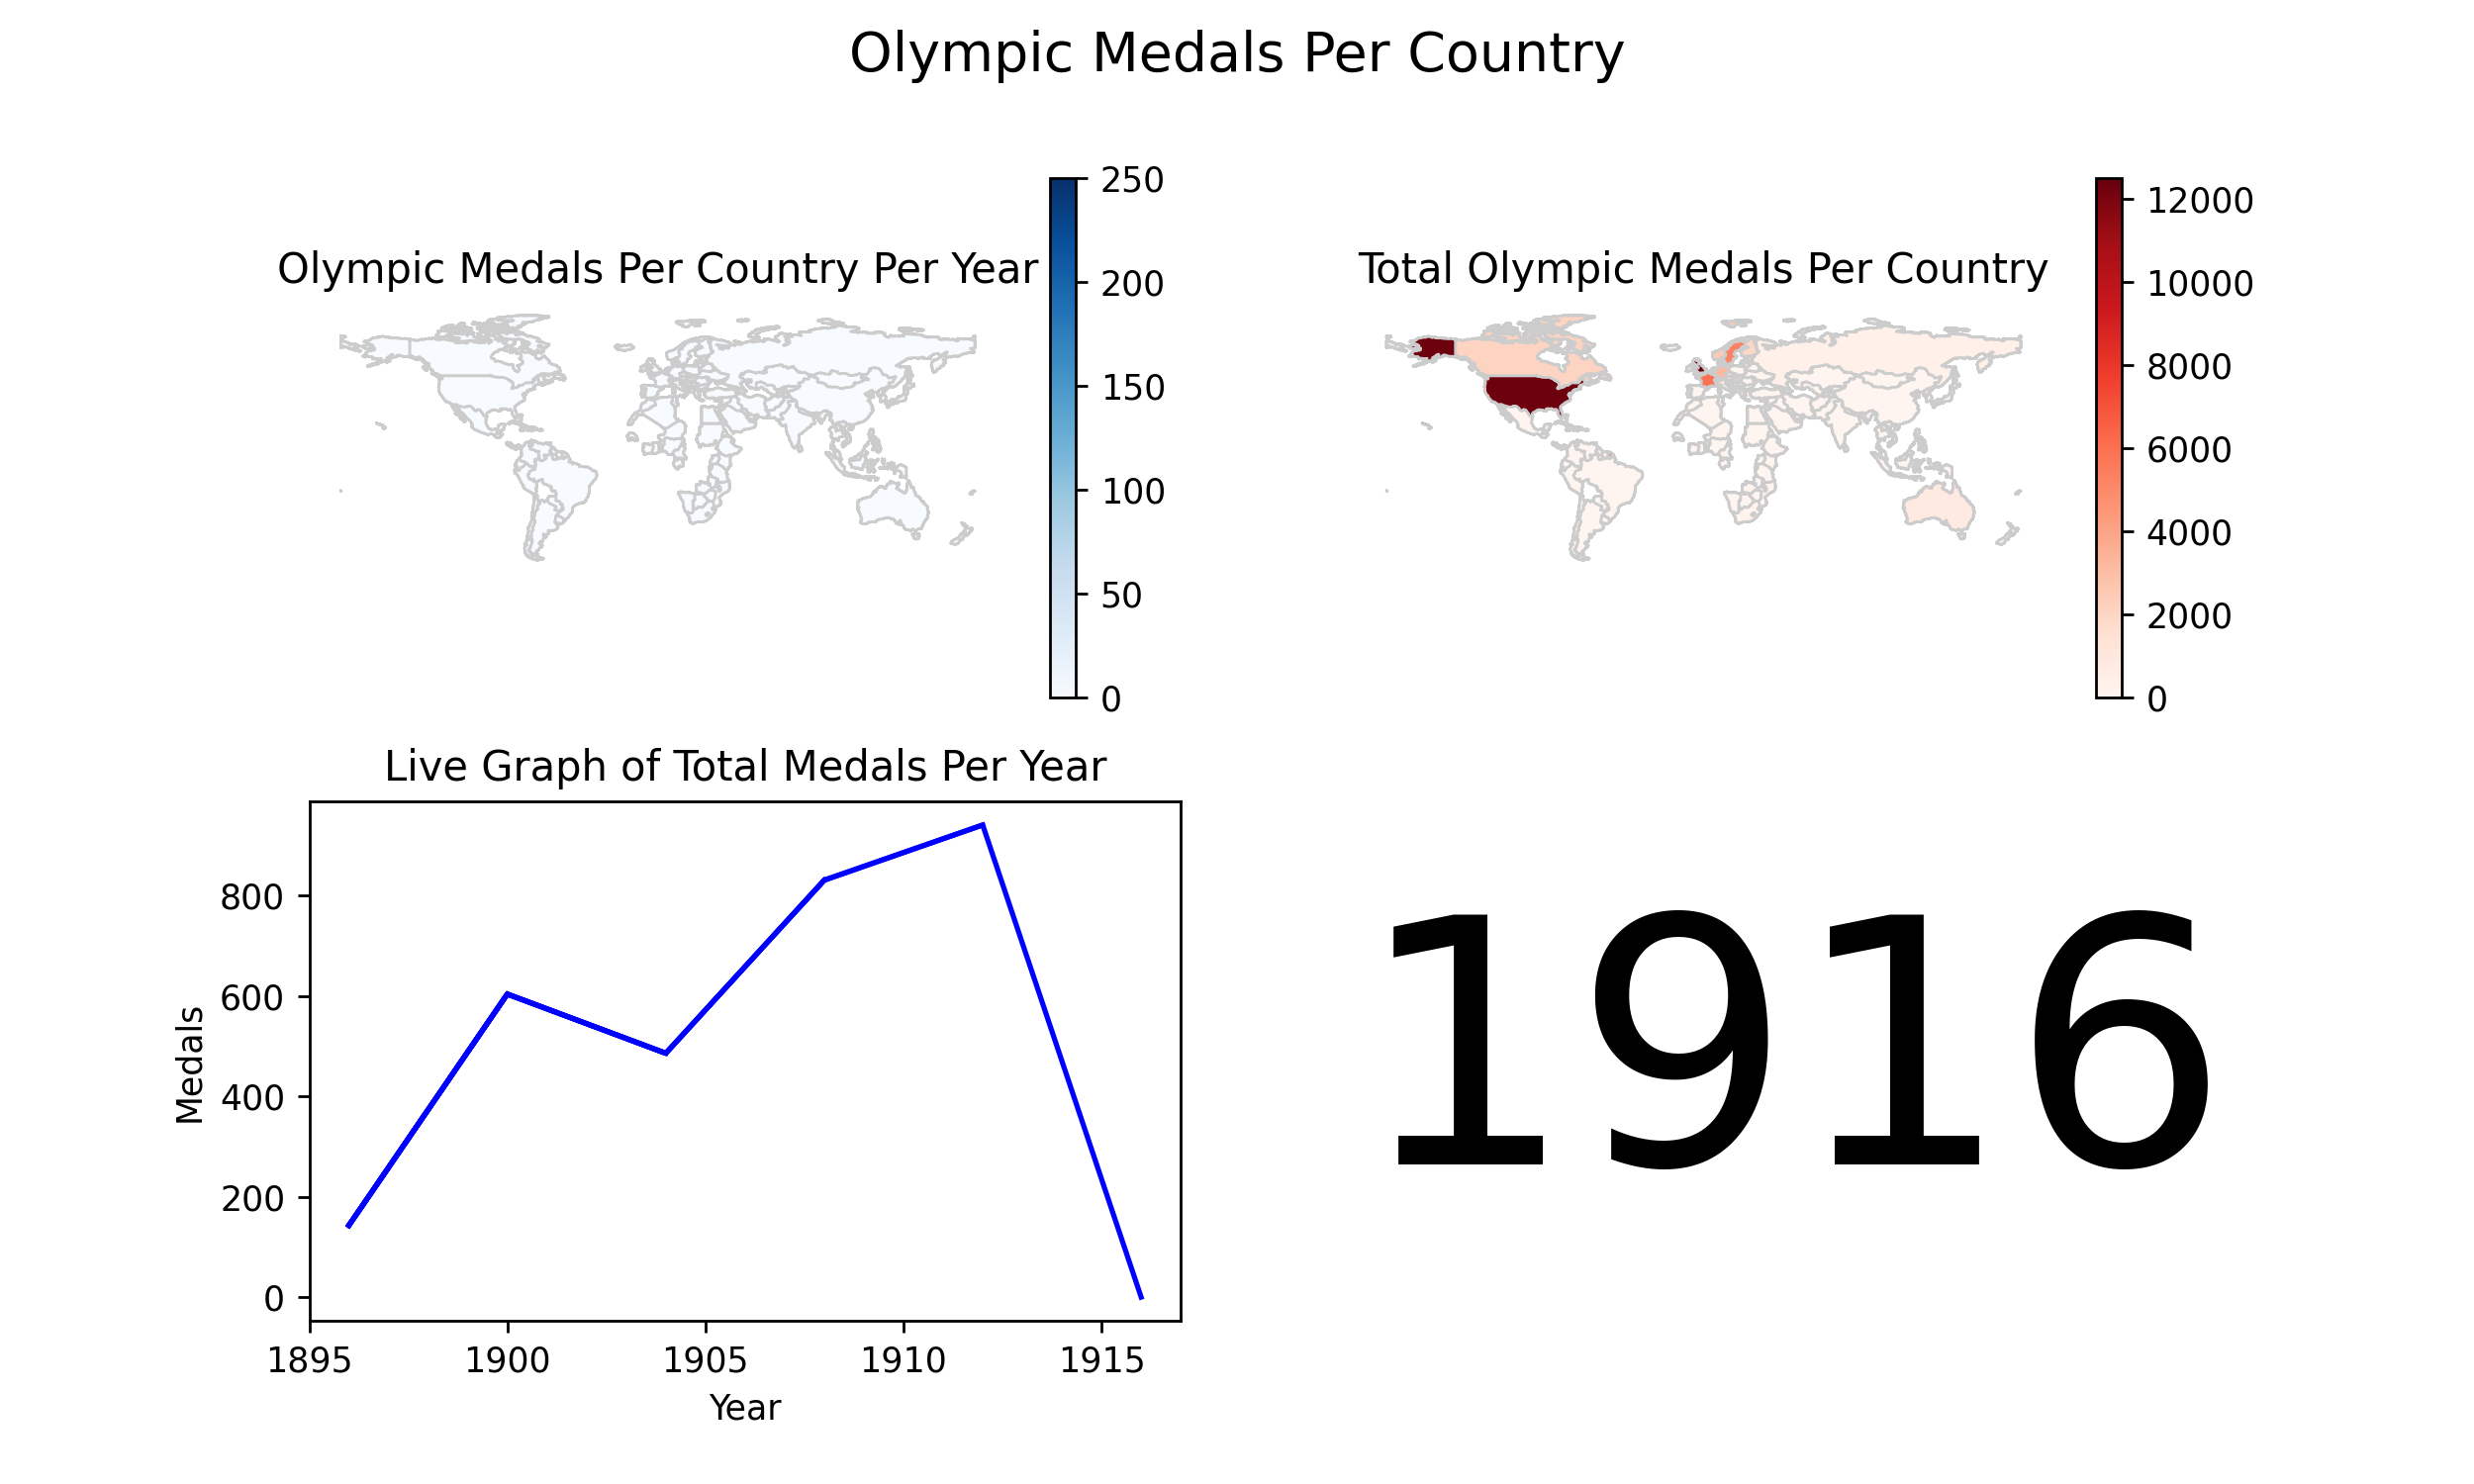 Olympic Medals Per Country
Olympic Medals Per Country Per Year
250
200
150
100
50
0
Total Olympic Medals Per Country
12000
10000
8000
6000
4000
2000
0
Live Graph of Total Medals Per Year
Medals
800
600
400
200
0
1895 1900 1905 1910 1915
Year
1916